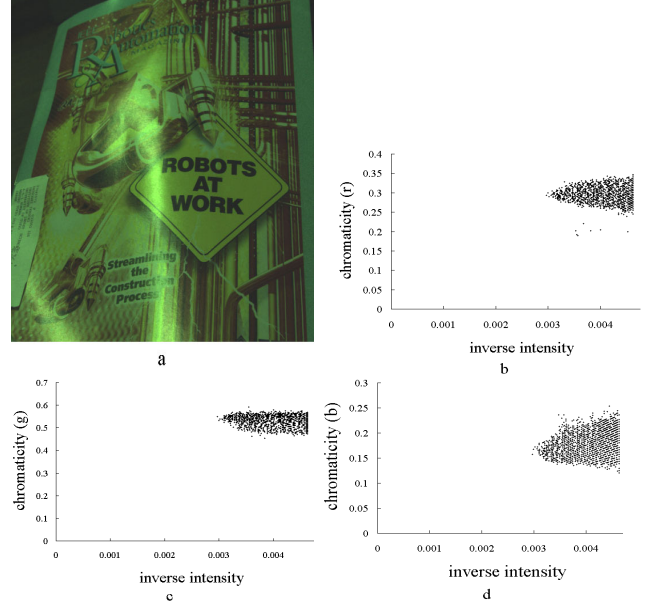 Robotics
Automation
MAGAZINE
ROBOTS
AT
WORK
Streamlining
the
Construction
Process
a
0.4
0.35
0.3
0.25
0.2
0.15
0.1
0.05
0
chromaticity (r)
0 0.001 0.002 0.003 0.004
inverse intensity
b
0.7
0.6
0.5
0.4
0.3
0.2
0.1
0
chromaticity (g)
0 0.001 0.002 0.003 0.004
inverse intensity
c
0.3
0.25
0.2
0.15
0.1
0.05
0
chromaticity (b)
0 0.001 0.002 0.003 0.004
inverse intensity
d